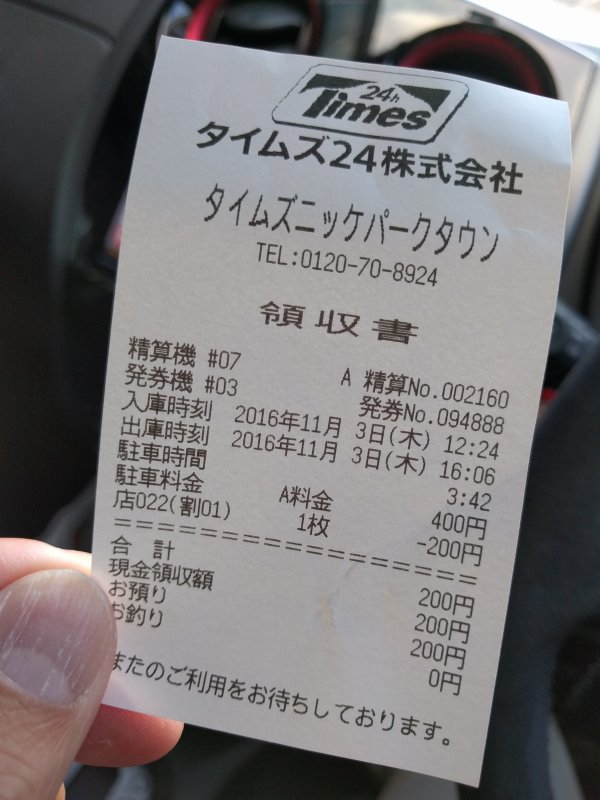 24h
Times
タイムズ24株式会社
タイムズニッケパークタウン
TEL:0120-70-8924
領収書
精算機 #07 A 精算No.002160
発券機 #03 発券No.094888
入庫時刻 2016年11月 3日(木) 12:24
出庫時刻 2016年11月 3日(木) 16:06
駐車時間 3:42
駐車料金 A料金 400円
店022(割01) 1枚 -200円
==============================
合 計 200円
現金領収額 200円
お預り 200円
お釣り 0円
またのご利用をお待ちしております。